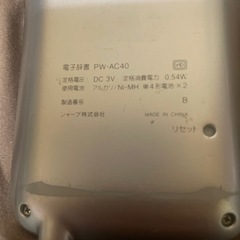 電子辞書 PW-AC40
定格電圧 DC 3V 定格消費電力 0.54W
使用電池 アルカリ/Ni-MH 単4形電池×2
製造番号 B
シャープ株式会社 MADE IN CHINA
リセット